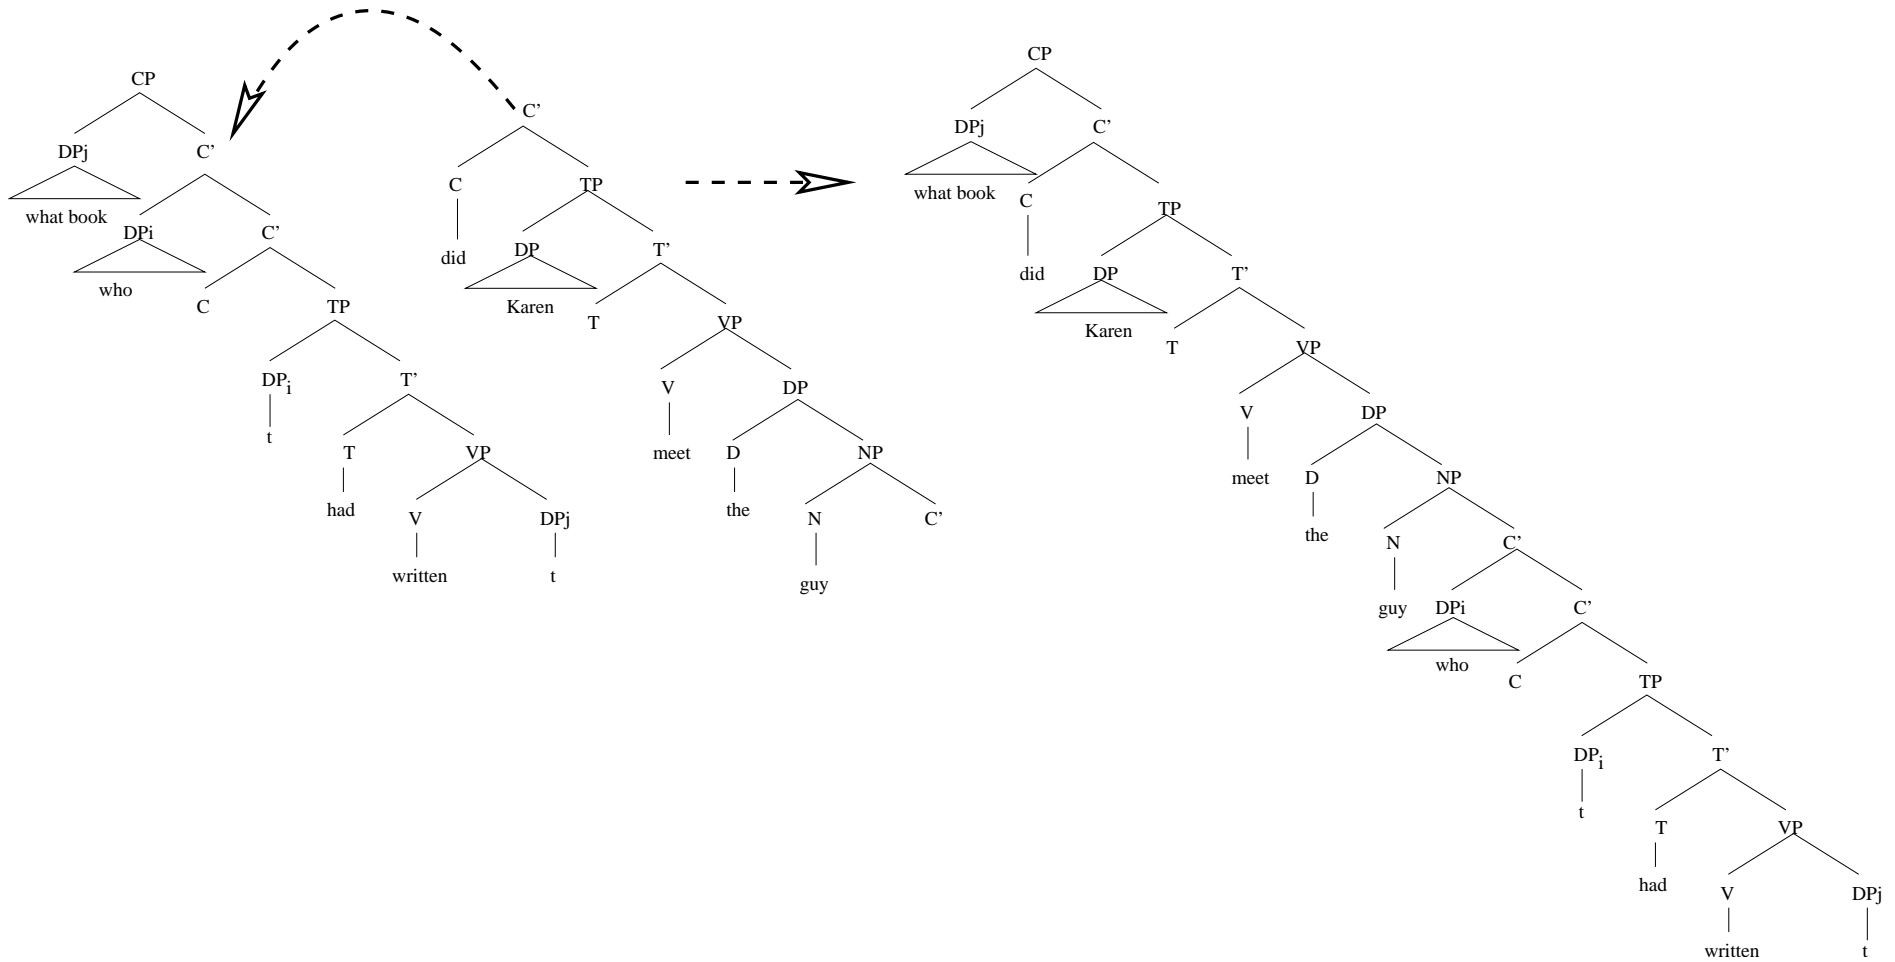 CP
DPj C’
what book
DPi C’
who
C TP
DPi T’
t
T VP
had
V DPj
written t
C’
C TP
did
DP T’
Karen
T VP
V DP
meet
D NP
the
N C’
guy
CP
DPj C’
what book
C TP
did
DP T’
Karen
T VP
V DP
meet
D NP
the
N C’
guy
DPi C’
who
C TP
DPi T’
t
T VP
had
V DPj
written t